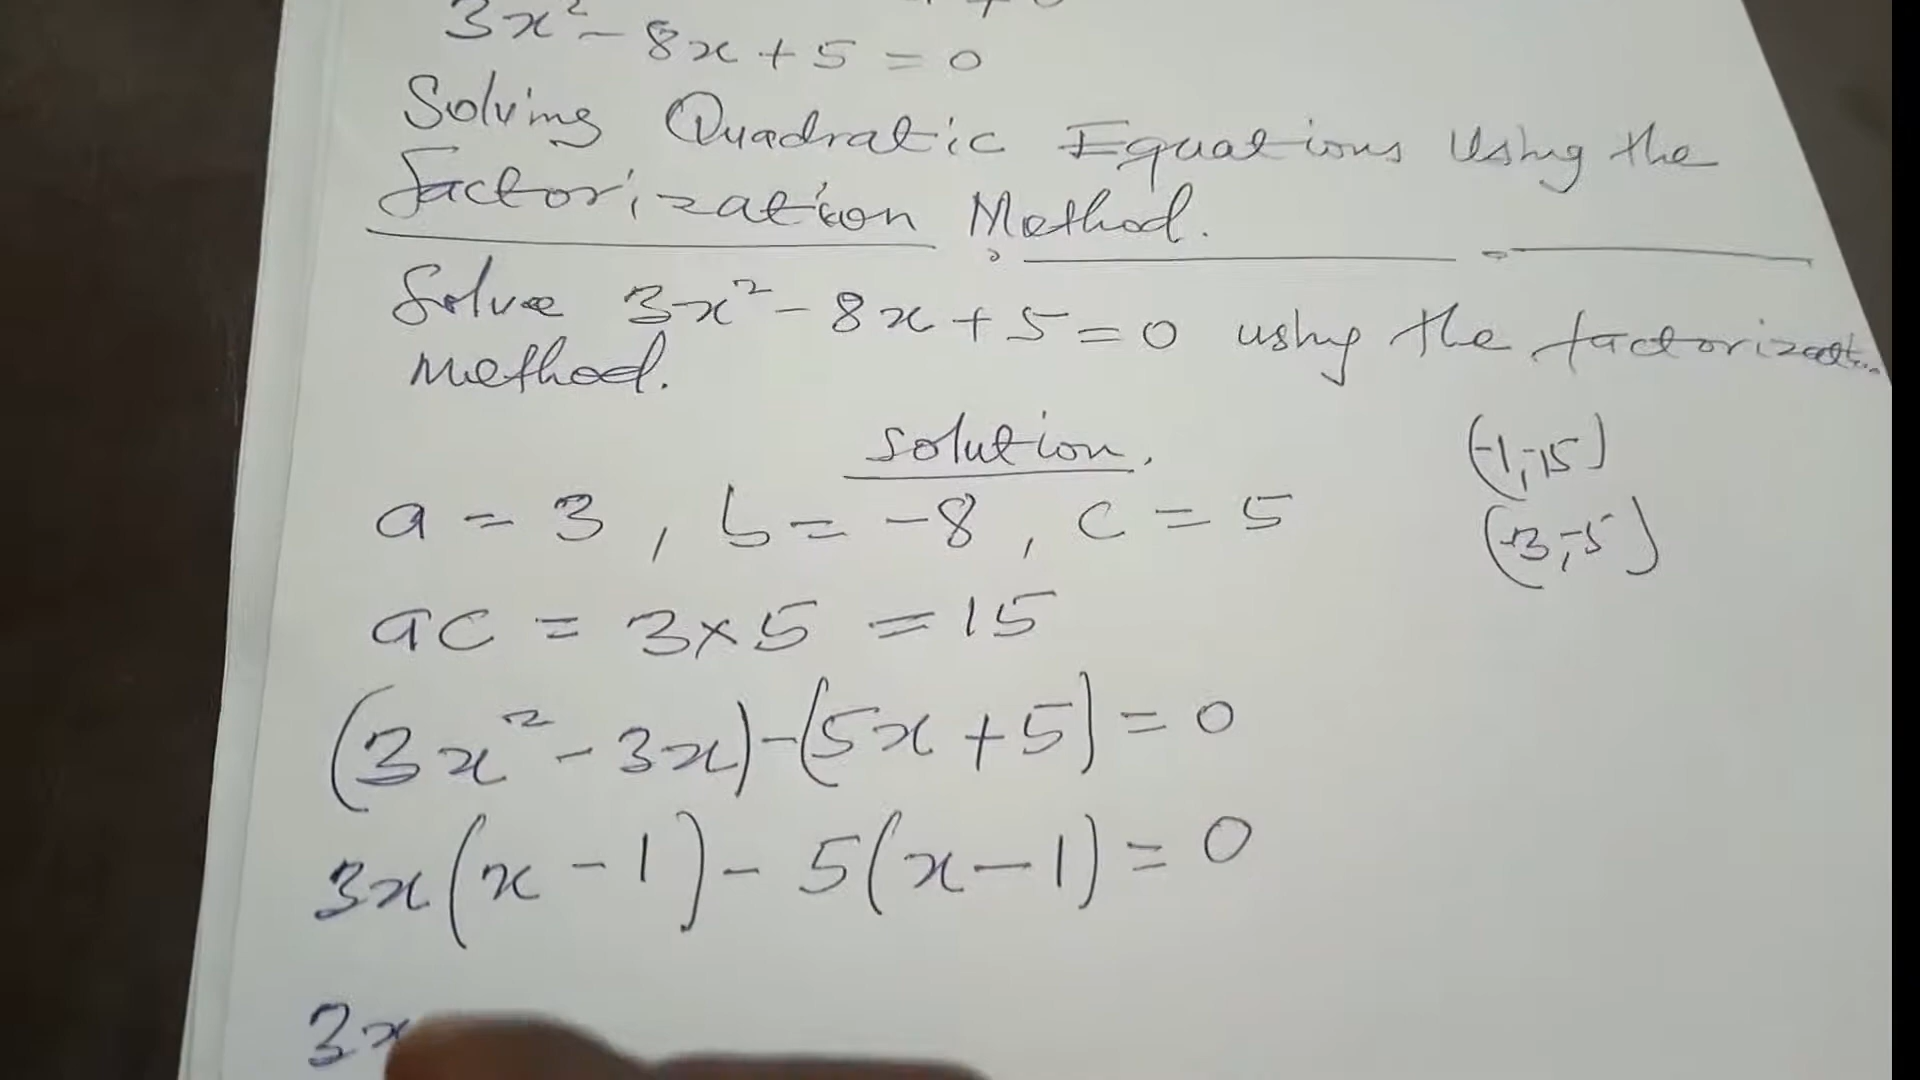 3x² - 8x + 5 = 0
Solving Quadratic Equations Using the
Factorization Method.
Solve 3x² - 8x + 5 = 0 using the
method.
solution.
(-1, -15)
a = 3, b = -8, c = 5
(-3, -5)
ac = 3×5 = 15
(3x² - 3x) - (5x + 5) = 0
3x(x - 1) - 5(x - 1) = 0
3x